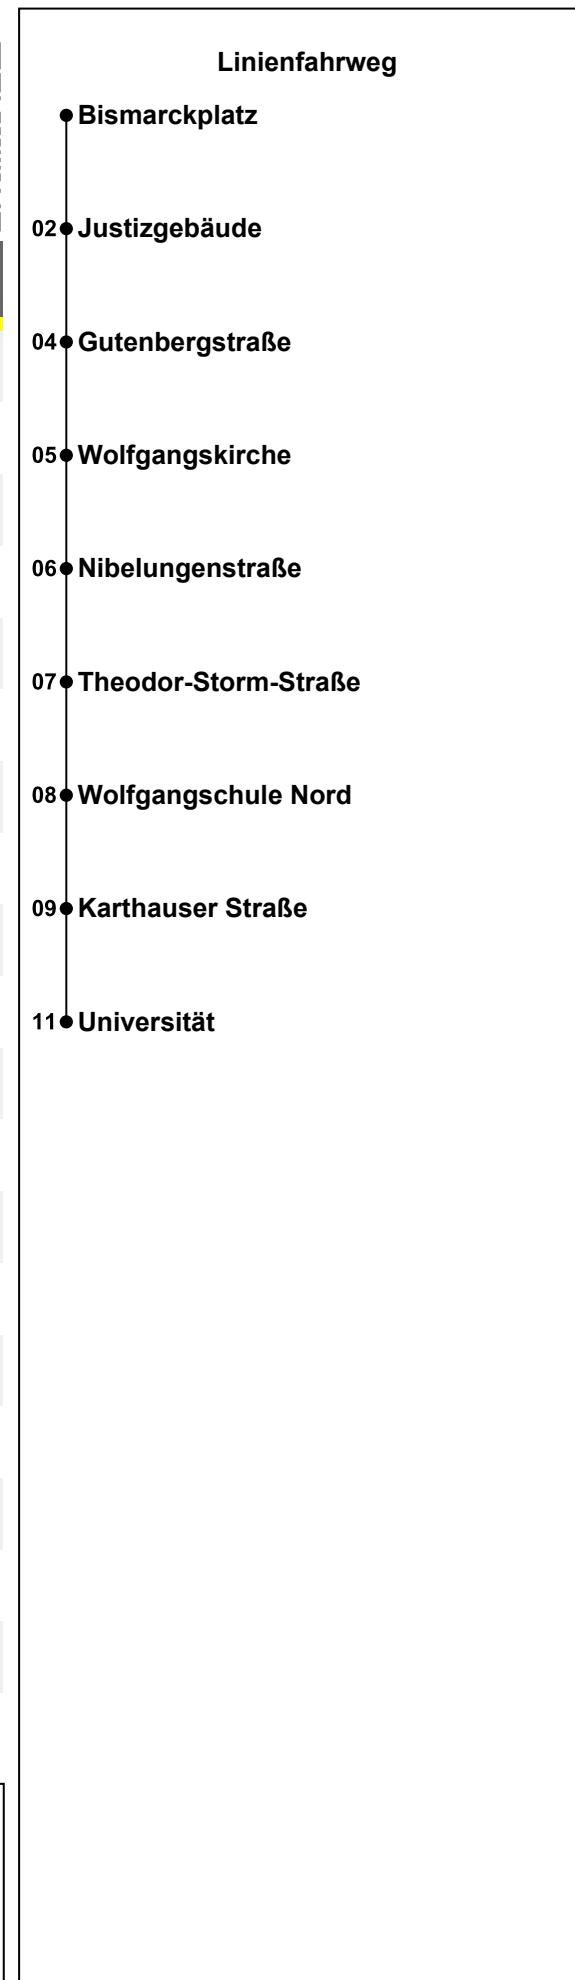 Linienfahrweg
Bismarckplatz
02 Justizgebäude
04 Gutenbergstraße
05 Wolfgangskirche
06 Nibelungenstraße
07 Theodor-Storm-Straße
08 Wolfgangschule Nord
09 Karthauser Straße
11 Universität